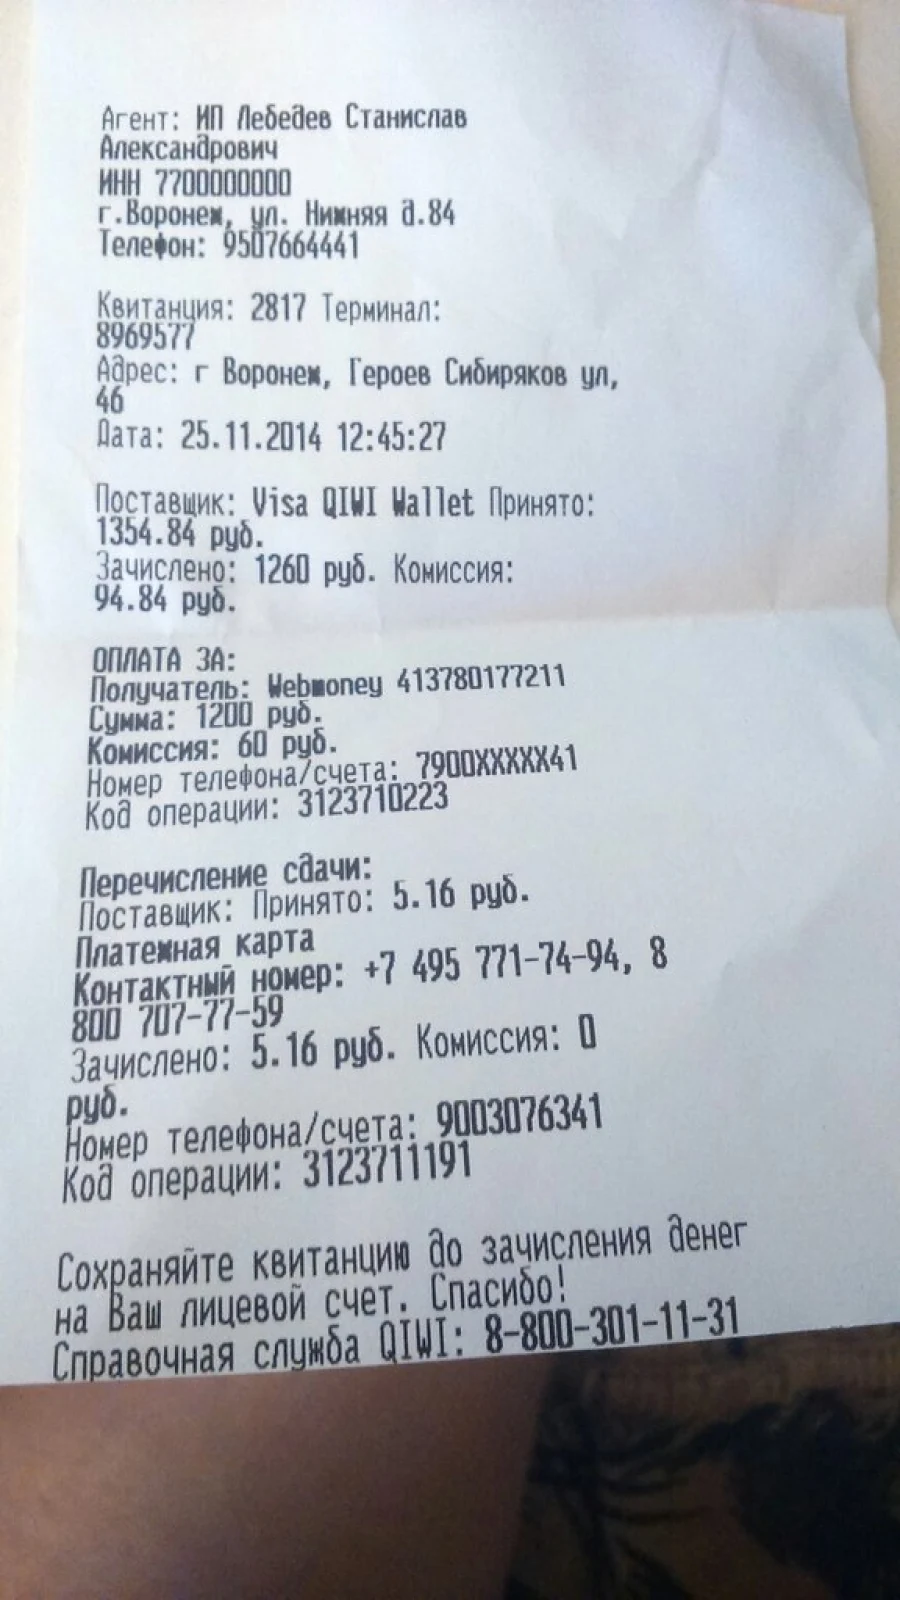 Агент: ИП Лебедев Станислав
Александрович
ИНН 7700000000
г.Воронеж, ул. Нижняя д.84
Телефон: 9507664441
Квитанция: 2817 Терминал:
8969577
Адрес: г Воронеж, Героев Сибиряков ул,
46
Дата: 25.11.2014 12:45:27
Поставщик: Visa QIWI Wallet Принято:
1354.84 руб.
Зачислено: 1260 руб. Комиссия:
94.84 руб.
ОПЛАТА ЗА:
Получатель: Webmoney 413780177211
Сумма: 1200 руб.
Комиссия: 60 руб.
Номер телефона/счета: 7900XXXXX41
Код операции: 3123710223
Перечисление сдачи:
Поставщик: Принято: 5.16 руб.
Платежная карта
Контактный номер: +7 495 771-74-94, 8
800 707-77-59
Зачислено: 5.16 руб. Комиссия: 0
руб.
Номер телефона/счета: 9003076341
Код операции: 3123711191
Сохраняйте квитанцию до зачисления денег
на Ваш лицевой счет. Спасибо!
Справочная служба QIWI: 8-800-301-11-31